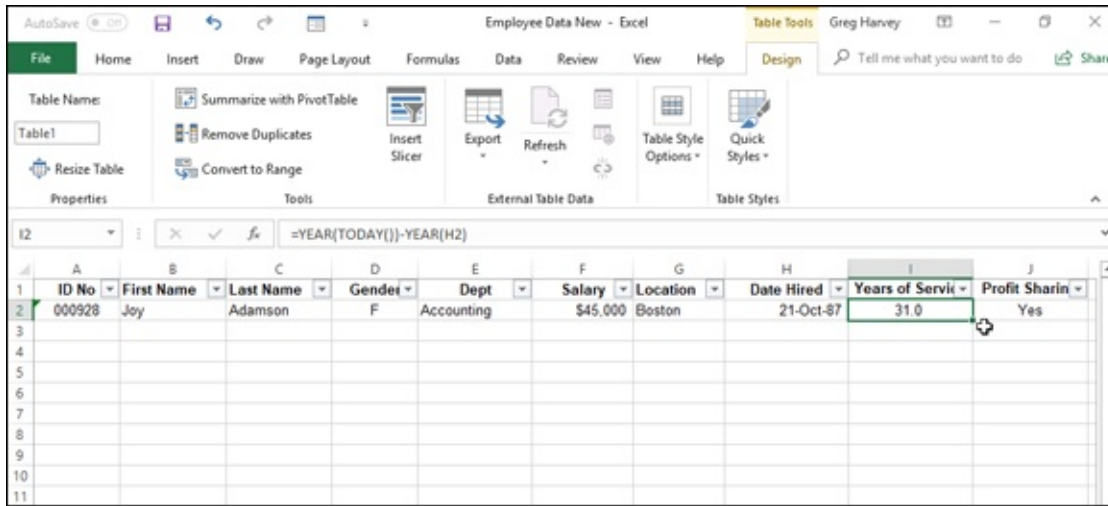 AutoSave Off Employee Data New - Excel Table Tools Greg Harvey
File Home Insert Draw Page Layout Formulas Data Review View Help Design Tell me what you want to do Shar
Table Name: Summarize with PivotTable
Table1 Remove Duplicates Insert Slicer Export Refresh Table Style Options Quick Styles
Resize Table Convert to Range
Properties Tools External Table Data Table Styles
I2 fx =YEAR(TODAY())-YEAR(H2)
A B C D E F G H I J
1 ID No First Name Last Name Gender Dept Salary Location Date Hired Years of Servic Profit Sharin
2 000928 Joy Adamson F Accounting $45,000 Boston 21-Oct-87 31.0 Yes
3
4
5
6
7
8
9
10
11